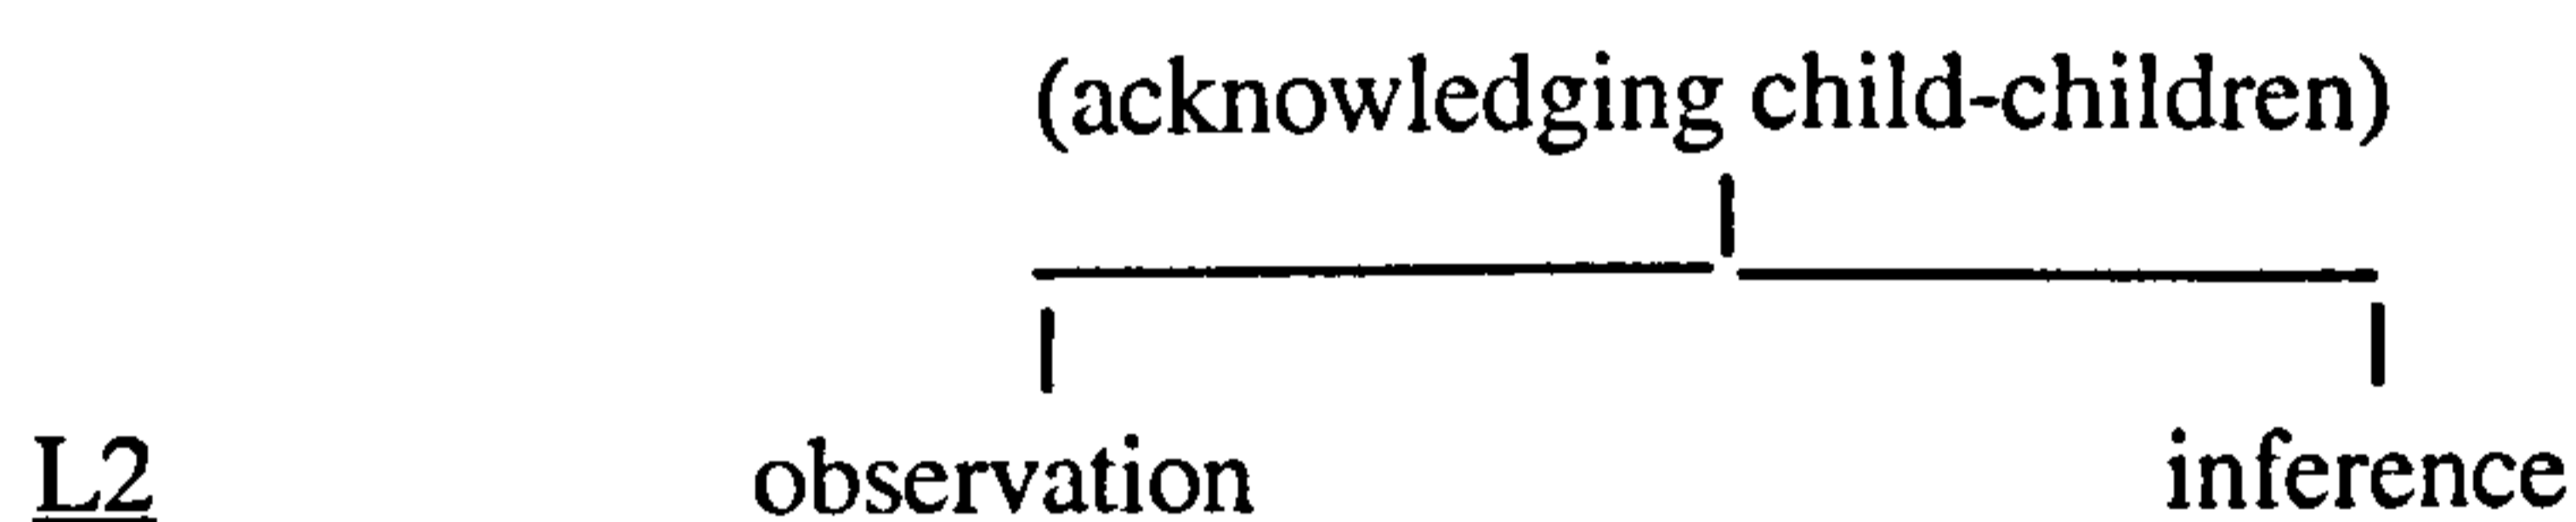 (acknowledging child-children)
L2 observation inference